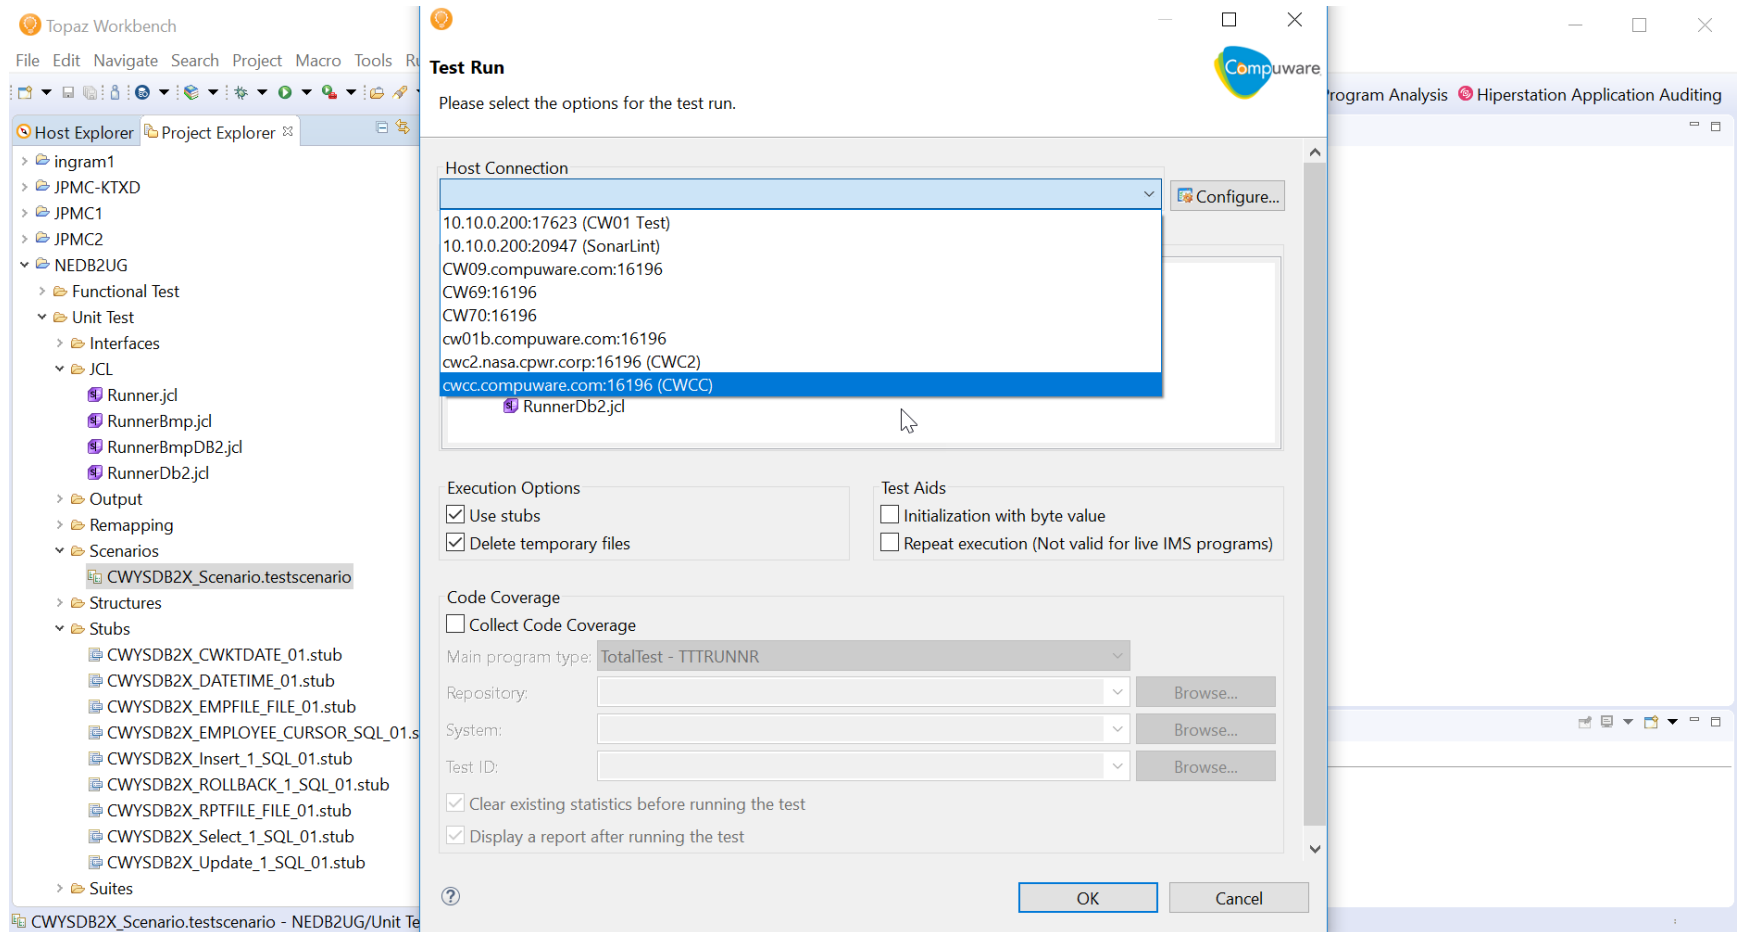 Topaz Workbench
File Edit Navigate Search Project Macro Tools
Host Explorer
Project Explorer
ingram1
JPMC-KTXD
JPMC1
JPMC2
NEDB2UG
Functional Test
Unit Test
Interfaces
JCL
Runner.jcl
RunnerBmp.jcl
RunnerBmpDB2.jcl
RunnerDb2.jcl
Output
Remapping
Scenarios
CWYSDB2X_Scenario.testscenario
Structures
Stubs
CWYSDB2X_CWKTDATE_01.stub
CWYSDB2X_DATETIME_01.stub
CWYSDB2X_EMPFILE_FILE_01.stub
CWYSDB2X_EMPLOYEE_CURSOR_SQL_01.s
CWYSDB2X_Insert_1_SQL_01.stub
CWYSDB2X_ROLLBACK_1_SQL_01.stub
CWYSDB2X_RPTFILE_FILE_01.stub
CWYSDB2X_Select_1_SQL_01.stub
CWYSDB2X_Update_1_SQL_01.stub
Suites
CWYSDB2X_Scenario.testscenario - NEDB2UG/Unit Te
Test Run
Please select the options for the test run.
Compuware
Host Connection
Configure...
10.10.0.200:17623 (CW01 Test)
10.10.0.200:20947 (SonarLint)
CW09.compuware.com:16196
CW69:16196
CW70:16196
cw01b.compuware.com:16196
cwc2.nasa.cpwr.corp:16196 (CWC2)
cwcc.compuware.com:16196 (CWCC)
RunnerDb2.jcl
Execution Options
Use stubs
Delete temporary files
Test Aids
Initialization with byte value
Repeat execution (Not valid for live IMS programs)
Code Coverage
Collect Code Coverage
Main program type: TotalTest - TTTRUNNR
Repository: Browse...
System: Browse...
Test ID: Browse...
Clear existing statistics before running the test
Display a report after running the test
OK
Cancel
rogram Analysis
Hiperstation Application Auditing